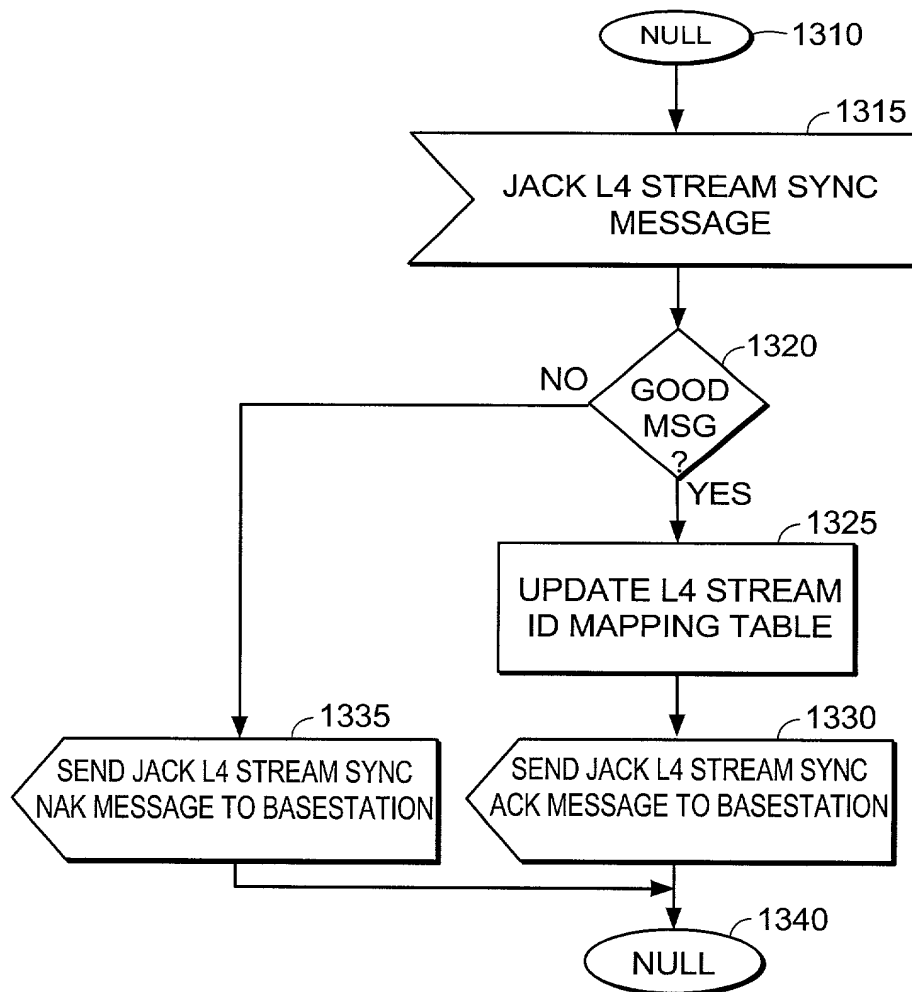 NULL
1310
1315
JACK L4 STREAM SYNC
MESSAGE
1320
NO
GOOD
MSG
?
YES
1325
UPDATE L4 STREAM
ID MAPPING TABLE
1335
SEND JACK L4 STREAM SYNC
NAK MESSAGE TO BASESTATION
1330
SEND JACK L4 STREAM SYNC
ACK MESSAGE TO BASESTATION
1340
NULL